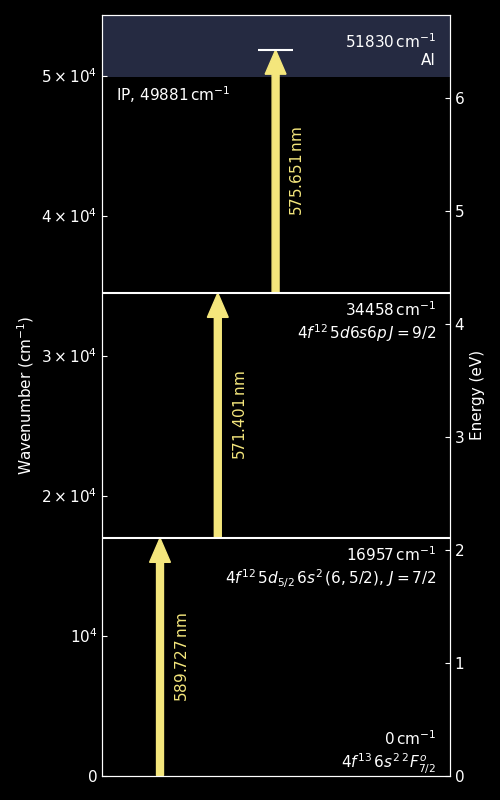 51830 cm⁻¹
AI
5 × 10⁴
IP, 49881 cm⁻¹
6
575.651 nm
5
4 × 10⁴
34458 cm⁻¹
4f¹² 5d6s6p J = 9/2
4
3 × 10⁴
Wavenumber (cm⁻¹)
Energy (eV)
571.401 nm
3
2 × 10⁴
16957 cm⁻¹
2
4f¹² 5d₅/₂ 6s² (6, 5/2), J = 7/2
10⁴
589.727 nm
1
0 cm⁻¹
4f¹³ 6s² ²F°₇/₂
0
0